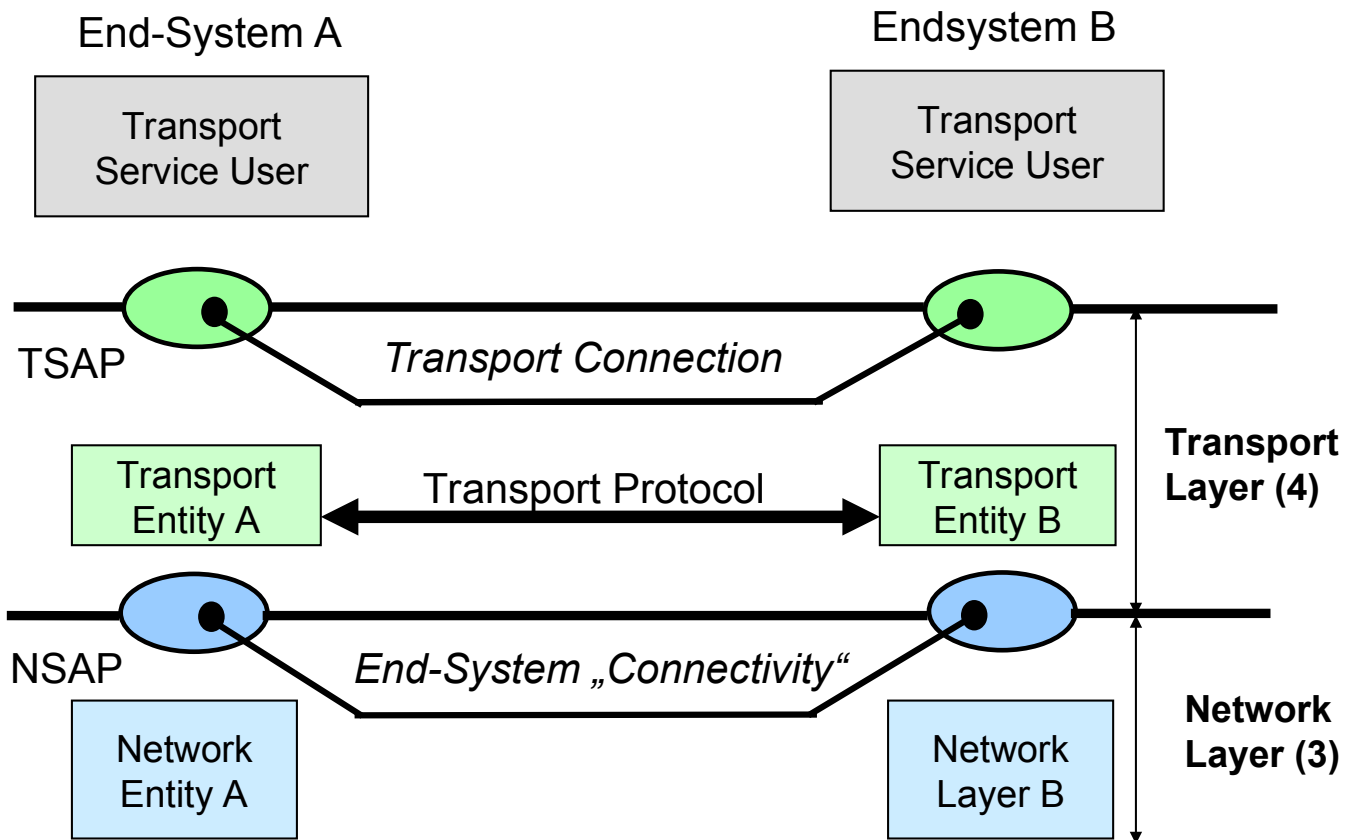 End-System A
Endsystem B
Transport
Service User
Transport
Service User
TSAP
Transport Connection
Transport
Layer (4)
Transport
Entity A
Transport Protocol
Transport
Entity B
NSAP
End-System „Connectivity“
Network
Layer (3)
Network
Entity A
Network
Layer B